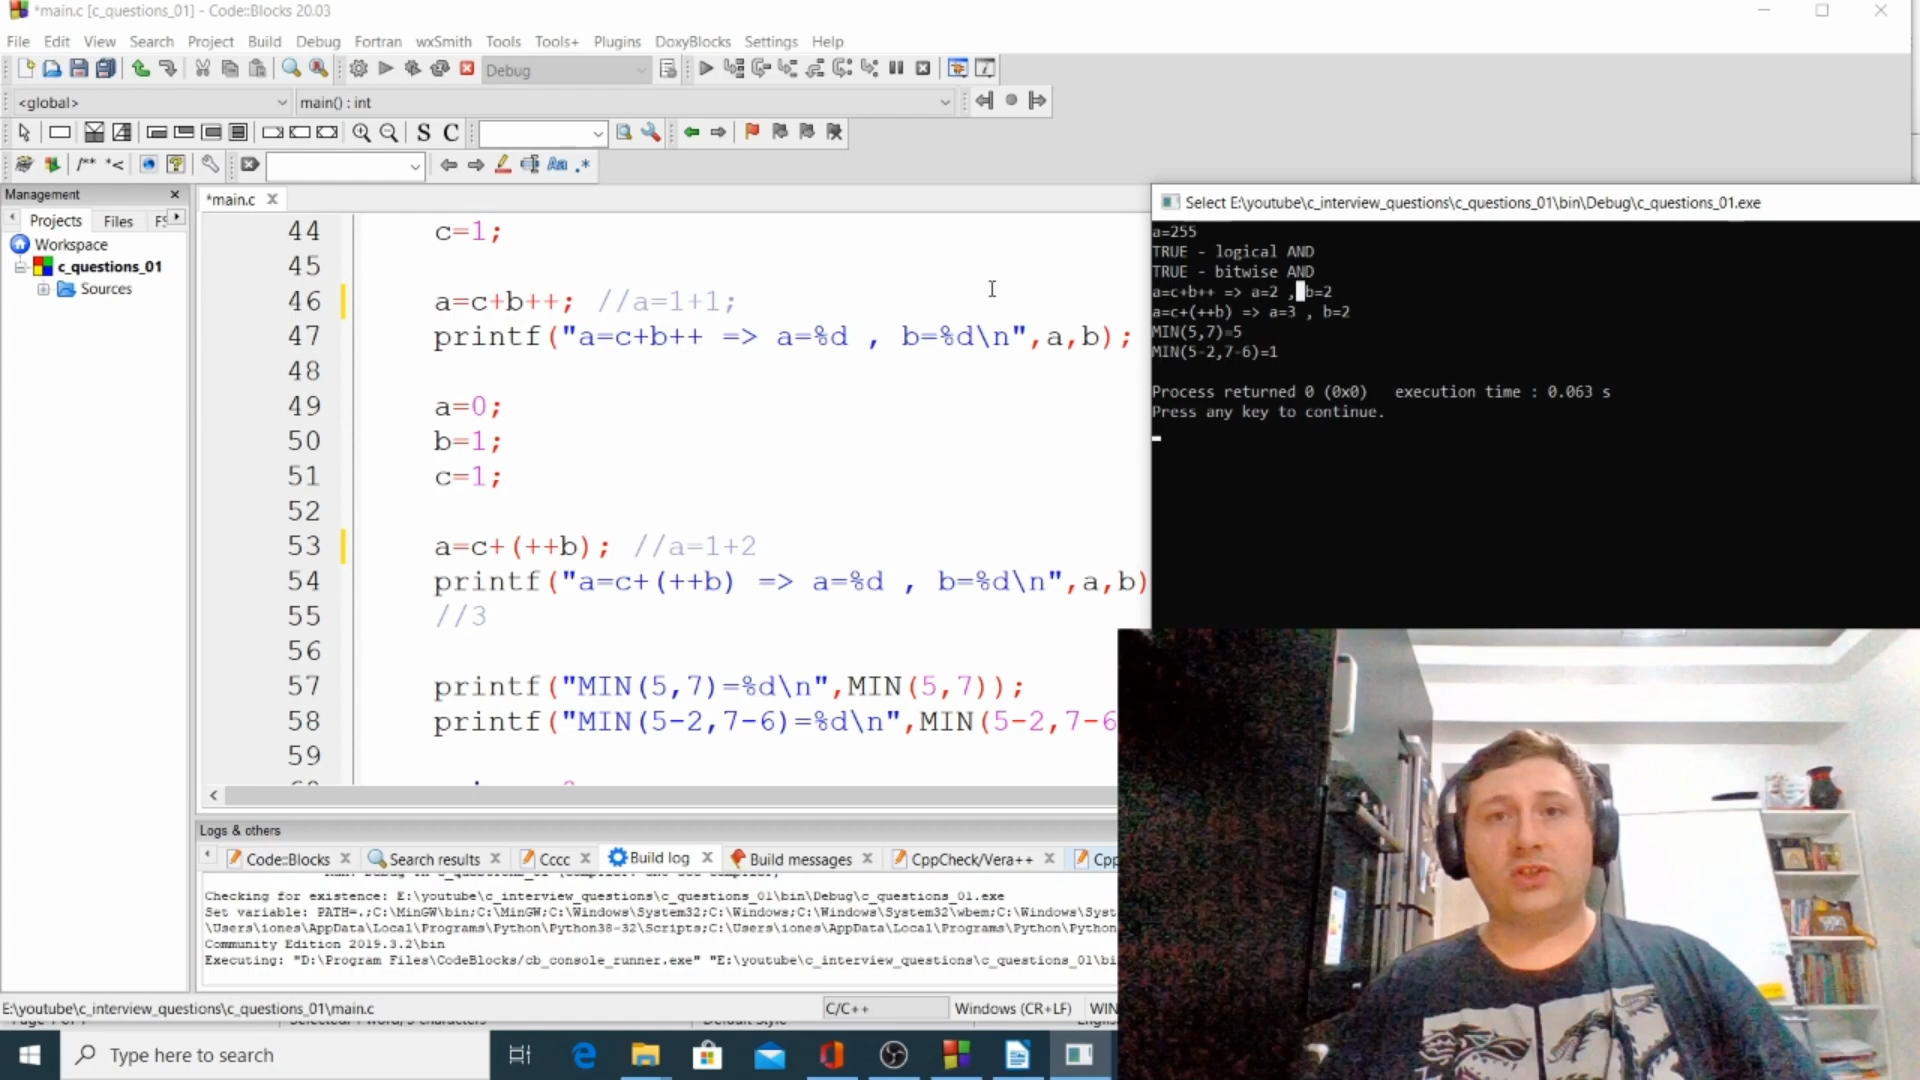 *main.c [c_questions_01] - Code::Blocks 20.03
File Edit View Search Project Build Debug Fortran wxSmith Tools Tools+ Plugins DoxyBlocks Settings Help
Debug
<global> main() : int
S C
/** *<
Aa .*
Management
*main.c
Projects Files
Workspace
c_questions_01
Sources
44 c=1;
45
46 a=c+b++; //a=1+1;
47 printf("a=c+b++ => a=%d , b=%d\n",a,b);
48
49 a=0;
50 b=1;
51 c=1;
52
53 a=c+(++b); //a=1+2
54 printf("a=c+(++b) => a=%d , b=%d\n",a,b)
55 //3
56
57 printf("MIN(5,7)=%d\n",MIN(5,7));
58 printf("MIN(5-2,7-6)=%d\n",MIN(5-2,7-6
59
Select E:\youtube\c_interview_questions\c_questions_01\bin\Debug\c_questions_01.exe
a=255
TRUE - logical AND
TRUE - bitwise AND
a=c+b++ => a=2 , b=2
a=c+(++b) => a=3 , b=2
MIN(5,7)=5
MIN(5-2,7-6)=1
Process returned 0 (0x0) execution time : 0.063 s
Press any key to continue.
Logs & others
Code::Blocks Search results Cccc Build log Build messages CppCheck/Vera++ Cpp
Checking for existence: E:\youtube\c_interview_questions\c_questions_01\bin\Debug\c_questions_01.exe
Set variable: PATH=.;C:\MinGW\bin;C:\MinGW;C:\Windows\System32;C:\Windows;C:\Windows\System32\wbem;C:\Windows\Syst
\Users\iones\AppData\Local\Programs\Python\Python38-32\Scripts;C:\Users\iones\AppData\Local\Programs\Python\Python
Community Edition 2019.3.2\bin
Executing: "D:\Program Files\CodeBlocks/cb_console_runner.exe" "E:\youtube\c_interview_questions\c_questions_01\bi
E:\youtube\c_interview_questions\c_questions_01\main.c C/C++ Windows (CR+LF) WIN
Type here to search